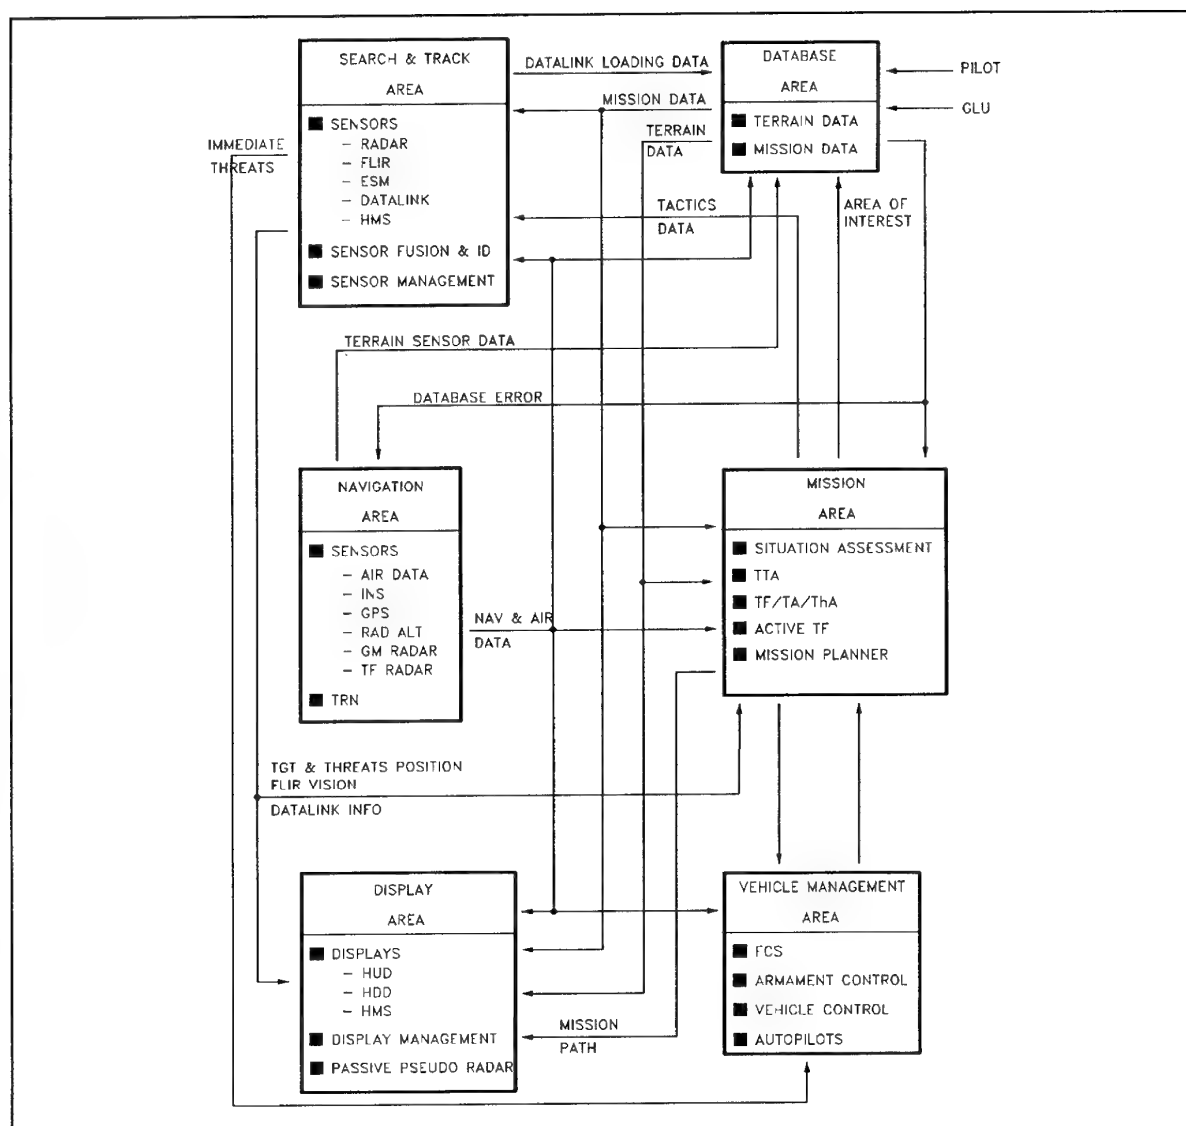 SEARCH & TRACK
AREA
■ SENSORS
– RADAR
– FLIR
– ESM
– DATALINK
– HMS
■ SENSOR FUSION & ID
■ SENSOR MANAGEMENT
DATALINK LOADING DATA
MISSION DATA
TERRAIN
DATA
DATABASE
AREA
■ TERRAIN DATA
■ MISSION DATA
PILOT
GLU
IMMEDIATE
THREATS
TACTICS
DATA
AREA OF
INTEREST
TERRAIN SENSOR DATA
DATABASE ERROR
NAVIGATION
AREA
■ SENSORS
– AIR DATA
– INS
– GPS
– RAD ALT
– GM RADAR
– TF RADAR
■ TRN
NAV & AIR
DATA
MISSION
AREA
■ SITUATION ASSESSMENT
■ TTA
■ TF/TA/ThA
■ ACTIVE TF
■ MISSION PLANNER
TGT & THREATS POSITION
FLIR VISION
DATALINK INFO
DISPLAY
AREA
■ DISPLAYS
– HUD
– HDD
– HMS
■ DISPLAY MANAGEMENT
■ PASSIVE PSEUDO RADAR
MISSION
PATH
VEHICLE MANAGEMENT
AREA
■ FCS
■ ARMAMENT CONTROL
■ VEHICLE CONTROL
■ AUTOPILOTS